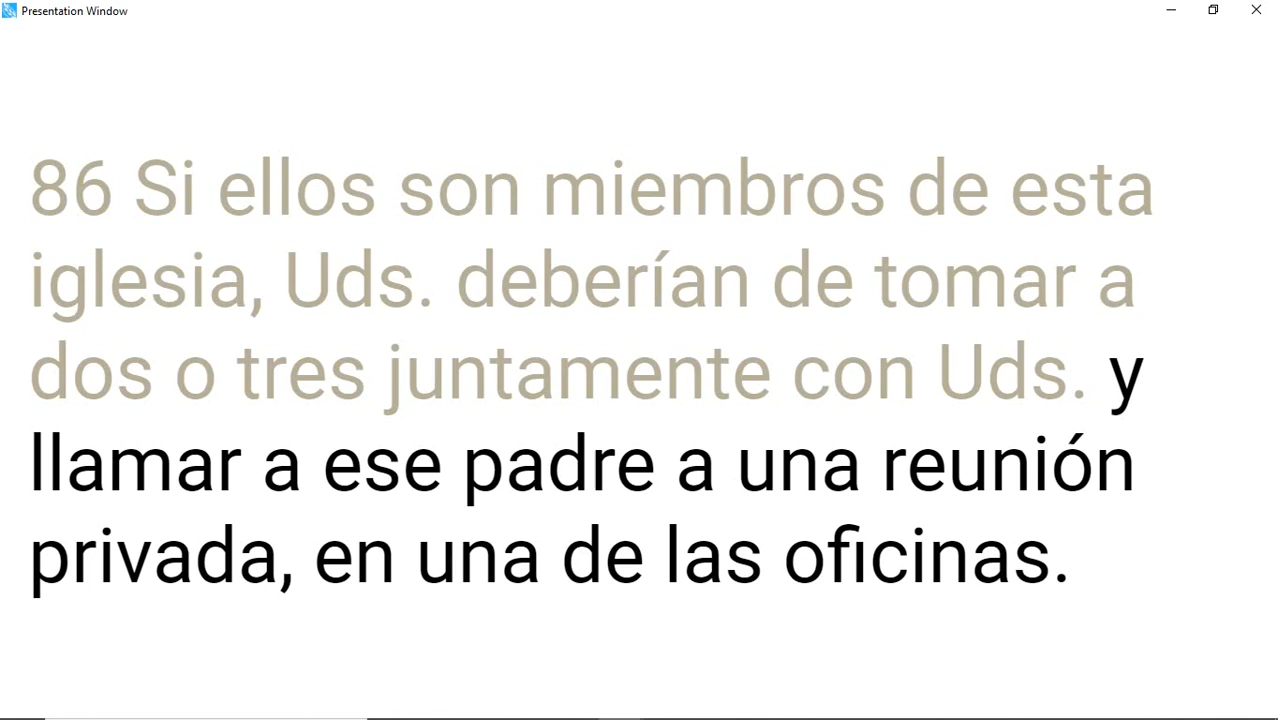 Presentation Window
86 Si ellos son miembros de esta
iglesia, Uds. deberían de tomar a
dos o tres juntamente con Uds. y
llamar a ese padre a una reunión
privada, en una de las oficinas.